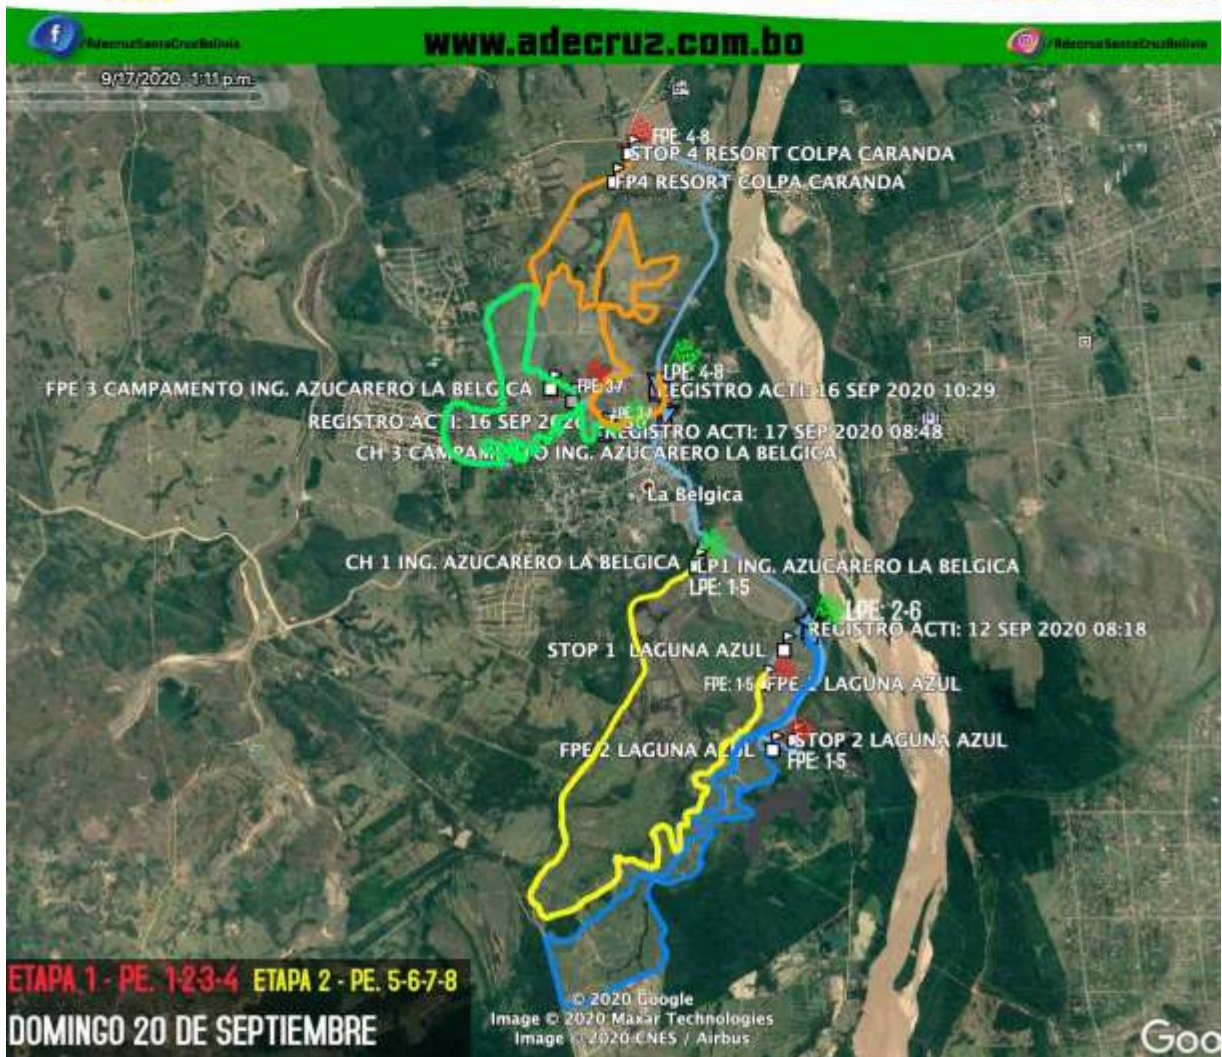 /AdecruzSantaCruzBolivia
www.adecruz.com.bo
/AdecruzSantaCruzBolivia
9/17/2020 1:11 p.m.
FPE: 4-8
STOP 4 RESORT COLPA CARANDA
FP4 RESORT COLPA CARANDA
LPE: 4-8
FPE 3 CAMPAMENTO ING. AZUCARERO LA BELGICA
FPE: 3-7
REGISTRO ACTI: 16 SEP 2020 10:29
REGISTRO ACTI: 16 SEP
REGISTRO ACTI: 17 SEP 2020 08:48
CH 3 CAMPAMENTO ING. AZUCARERO LA BELGICA
La Belgica
CH 1 ING. AZUCARERO LA BELGICA
LP1 ING. AZUCARERO LA BELGICA
LPE: 1-5
LPE: 2-6
REGISTRO ACTI: 12 SEP 2020 08:18
STOP 1 LAGUNA AZUL
FPE: 1-5
LAGUNA AZUL
FPE 2 LAGUNA AZUL
STOP 2 LAGUNA AZUL
FPE: 1-5
ETAPA 1 - PE. 1-2-3-4 ETAPA 2 - PE. 5-6-7-8
DOMINGO 20 DE SEPTIEMBRE
© 2020 Google
Image © 2020 Maxar Technologies
Image © 2020 CNES / Airbus
Goo